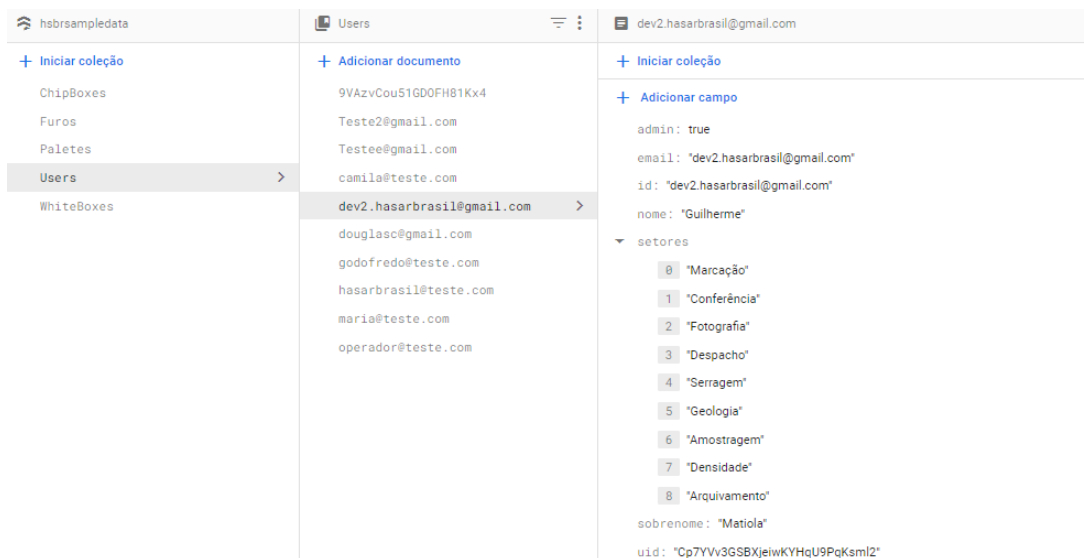 hsbrsampledata
Iniciar coleção
ChipBoxes
Furos
Paletes
Users
WhiteBoxes
Users
Adicionar documento
9VAzvCou51GDOFH81Kx4
Teste2@gmail.com
Testee@gmail.com
camila@teste.com
dev2.hasarbrasil@gmail.com
douglasc@gmail.com
godofredo@teste.com
hasarbrasil@teste.com
maria@teste.com
operador@teste.com
dev2.hasarbrasil@gmail.com
Iniciar coleção
Adicionar campo
admin: true
email: "dev2.hasarbrasil@gmail.com"
id: "dev2.hasarbrasil@gmail.com"
nome: "Guilherme"
setores
0 "Marcação"
1 "Conferência"
2 "Fotografia"
3 "Despacho"
4 "Serragem"
5 "Geologia"
6 "Amostragem"
7 "Densidade"
8 "Arquivamento"
sobrenome: "Matiola"
uid: "Cp7YVv3GSBXjeiwKYHqU9PqKsml2"